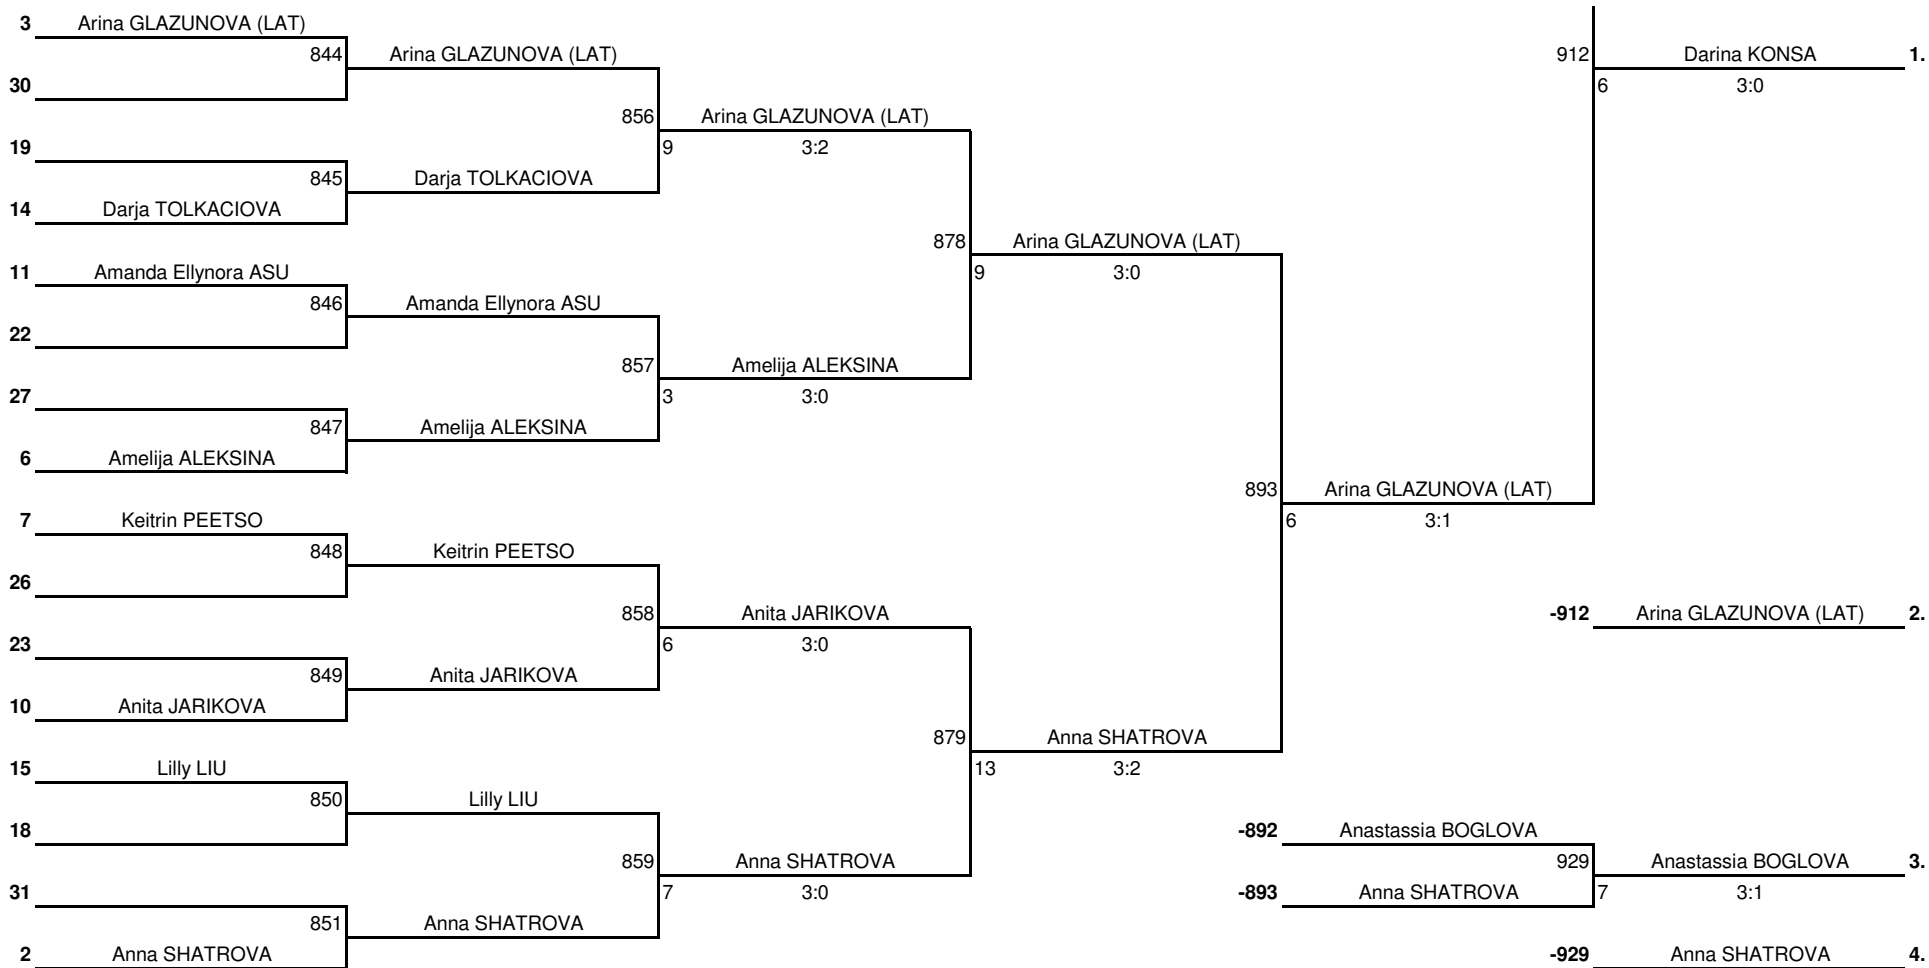 3 Arina GLAZUNOVA (LAT)
844 Arina GLAZUNOVA (LAT) 912 Darina KONSA 1.
30 6 3:0
856 Arina GLAZUNOVA (LAT)
19 9 3:2
845 Darja TOLKACIOVA
14 Darja TOLKACIOVA
878 Arina GLAZUNOVA (LAT)
11 Amanda Ellynora ASU 9 3:0
846 Amanda Ellynora ASU
22
857 Amelija ALEKSINA
27 3 3:0
847 Amelija ALEKSINA
6 Amelija ALEKSINA
893 Arina GLAZUNOVA (LAT)
7 Keitrin PEETSO 6 3:1
848 Keitrin PEETSO
26
858 Anita JARIKOVA -912 Arina GLAZUNOVA (LAT) 2.
23 6 3:0
849 Anita JARIKOVA
10 Anita JARIKOVA
879 Anna SHATROVA
15 Lilly LIU 13 3:2
850 Lilly LIU
18 -892 Anastassia BOGLOVA
859 Anna SHATROVA 929 Anastassia BOGLOVA 3.
31 7 3:0 -893 Anna SHATROVA 7 3:1
851 Anna SHATROVA
2 Anna SHATROVA -929 Anna SHATROVA 4.